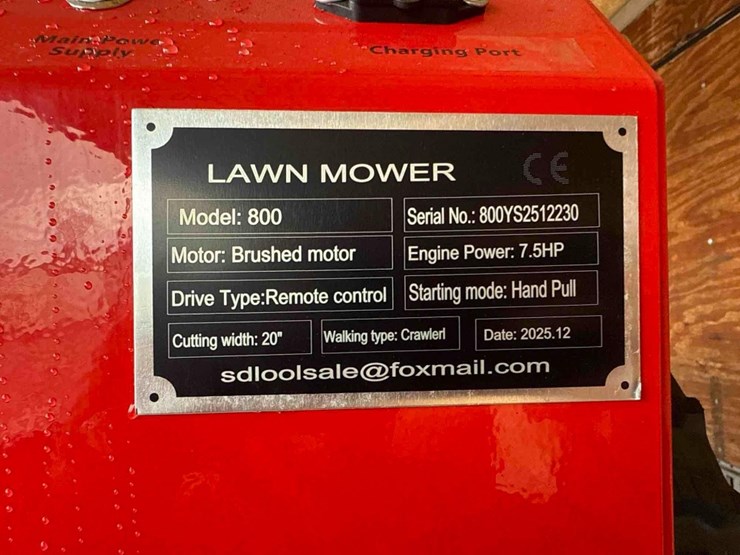 Main Power
Supply
Charging Port
LAWN MOWER
CE
Model: 800
Serial No.: 800YS2512230
Motor: Brushed motor
Engine Power: 7.5HP
Drive Type:Remote control
Starting mode: Hand Pull
Cutting width: 20"
Walking type: Crawlerl
Date: 2025.12
sdloolsale@foxmail.com